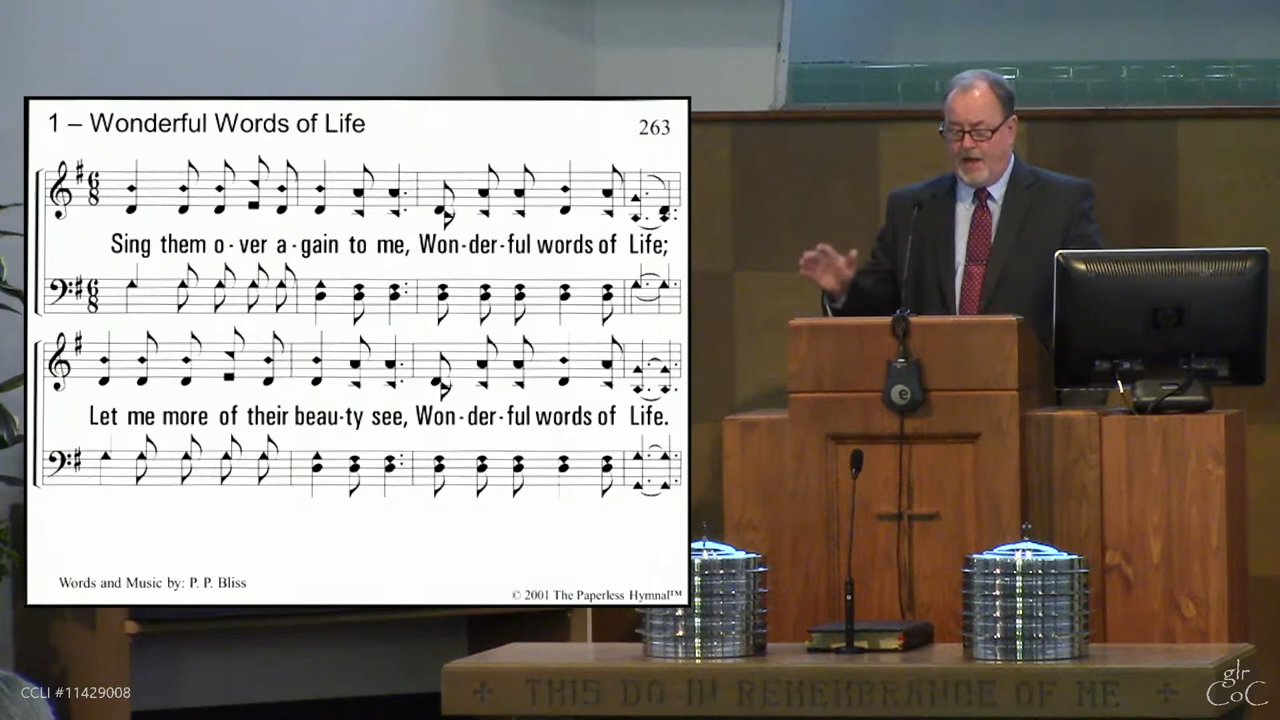 1 – Wonderful Words of Life
263
Sing them o - ver a - gain to me, Won - der - ful words of Life;
Let me more of their beau - ty see, Won - der - ful words of Life.
Words and Music by: P. P. Bliss
© 2001 The Paperless Hymnal™
hp
e
THIS DO IN REMEMBRANCE OF ME
CCLI #11429008
glr
CoC